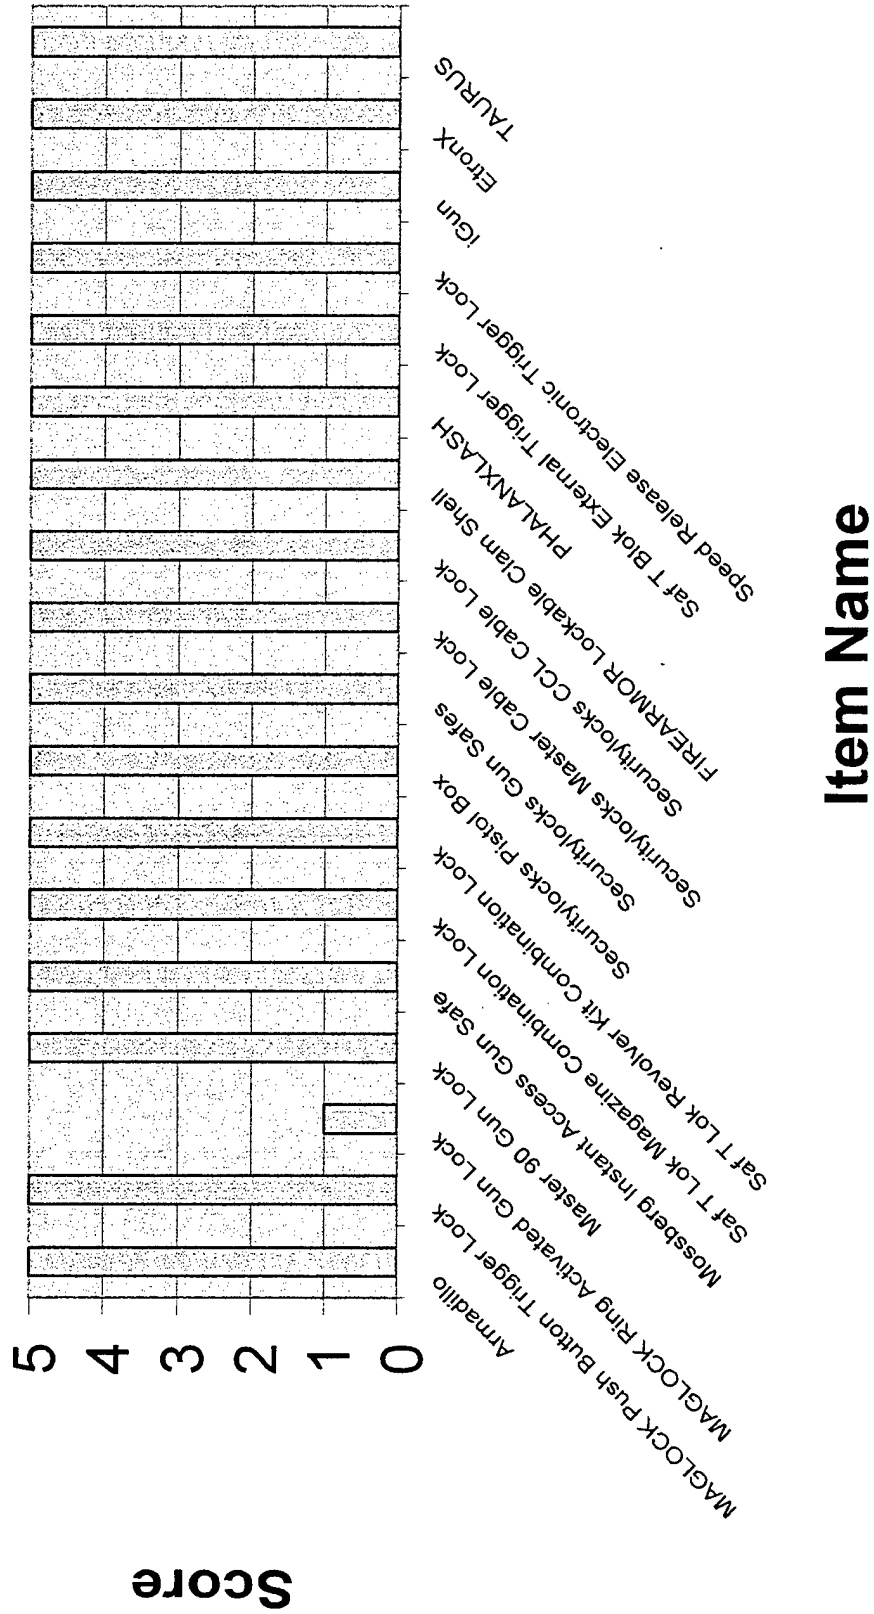 Score
5
4
3
2
1
0
Armadillo
MAGLOCK Push Button Trigger Lock
MAGLOCK Ring Activated Gun Lock
Master 90 Gun Lock
Mossberg Instant Access Gun Safe
Saf T Lok Magazine Combination Lock
Saf T Lok Revolver Kit Combination Lock
Securitylocks Pistol Box
Securitylocks Gun Safes
Securitylocks Master Cable Lock
Securitylocks CCL Cable Lock
FIREARMOR Lockable Clam Shell
PHALANXLASH
Saf T Blok External Trigger Lock
Speed Release Electronic Trigger Lock
iGun
EtronX
TAURUS
Item Name